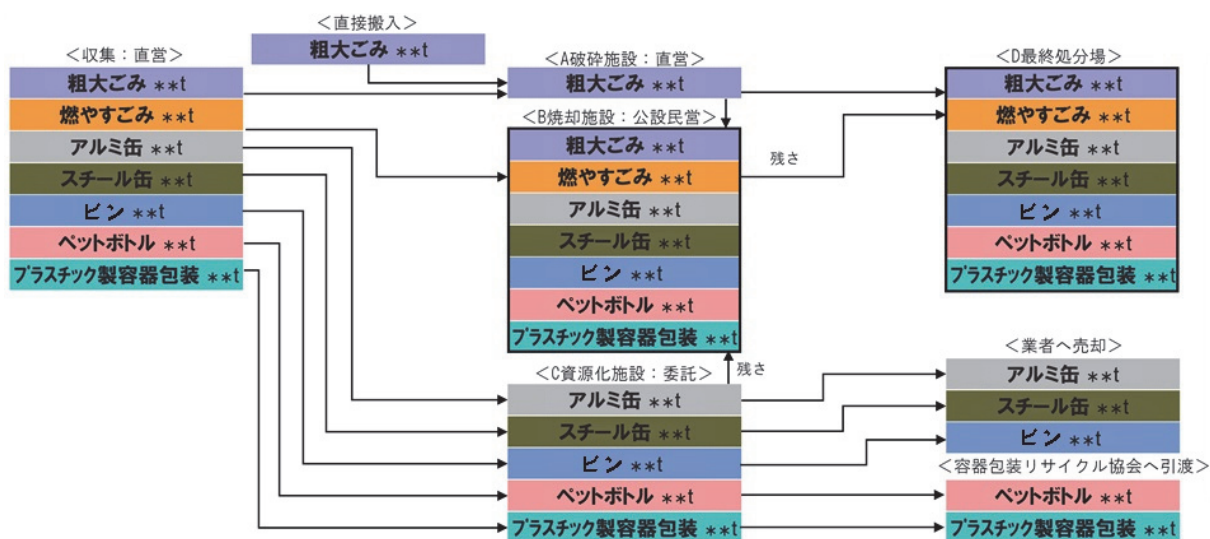 ＜直接搬入＞
粗大ごみ **t
＜収集：直営＞
粗大ごみ **t
燃やすごみ **t
アルミ缶 **t
スチール缶 **t
ビン **t
ペットボトル **t
プラスチック製容器包装 **t
＜A破砕施設：直営＞
粗大ごみ **t
＜B焼却施設：公設民営＞
粗大ごみ **t
燃やすごみ **t
アルミ缶 **t
スチール缶 **t
ビン **t
ペットボトル **t
プラスチック製容器包装 **t
残さ
＜C資源化施設：委託＞
アルミ缶 **t
スチール缶 **t
ビン **t
ペットボトル **t
プラスチック製容器包装 **t
残さ
＜D最終処分場＞
粗大ごみ **t
燃やすごみ **t
アルミ缶 **t
スチール缶 **t
ビン **t
ペットボトル **t
プラスチック製容器包装 **t
＜業者へ売却＞
アルミ缶 **t
スチール缶 **t
ビン **t
＜容器包装リサイクル協会へ引渡＞
ペットボトル **t
プラスチック製容器包装 **t